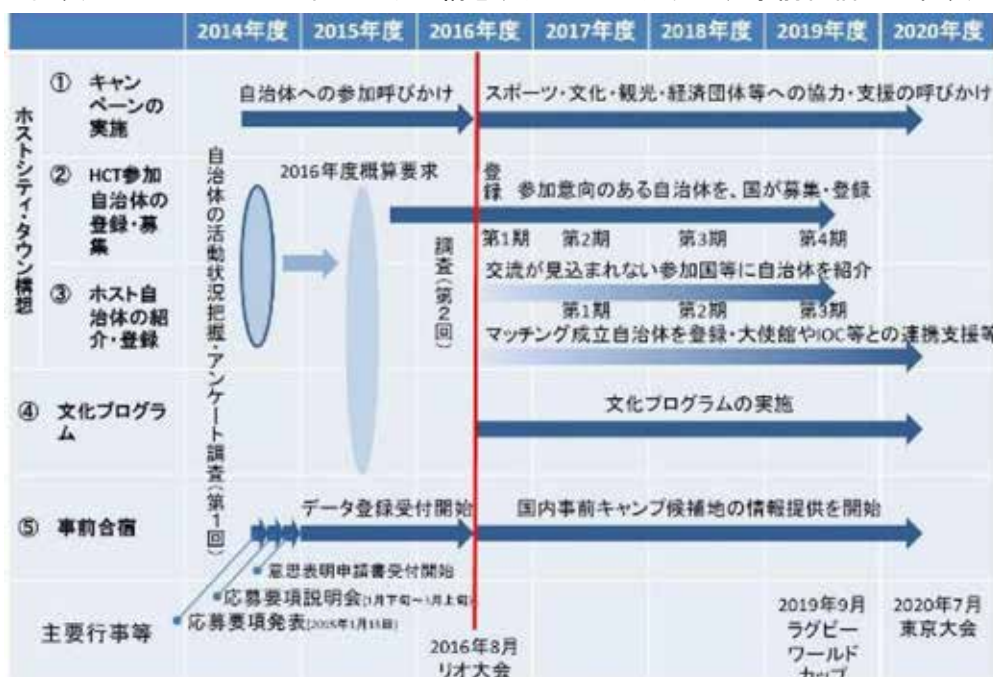 2014年度 2015年度 2016年度 2017年度 2018年度 2019年度 2020年度
ホストシティ・タウン構想
① キャン
ペーンの
実施
自治体への参加呼びかけ
スポーツ・文化・観光・経済団体等への協力・支援の呼びかけ
② HCT参加
自治体の
登録・募
集
自治体の活動状況把握・アンケート調査(第1回)
2016年度概算要求
調査(第2回)
登録
参加意向のある自治体を、国が募集・登録
第1期 第2期 第3期 第4期
③ ホスト自
治体の紹
介・登録
交流が見込まれない参加国等に自治体を紹介
第1期 第2期 第3期
マッチング成立自治体を登録・大使館やIOC等との連携支援等
④ 文化プログラ
ム
文化プログラムの実施
⑤ 事前合宿
データ登録受付開始
国内事前キャンプ候補地の情報提供を開始
意思表明申請書受付開始
応募要項説明会
応募要項発表
主要行事等
2016年8月
リオ大会
2019年9月
ラグビー
ワールド
カップ
2020年7月
東京大会